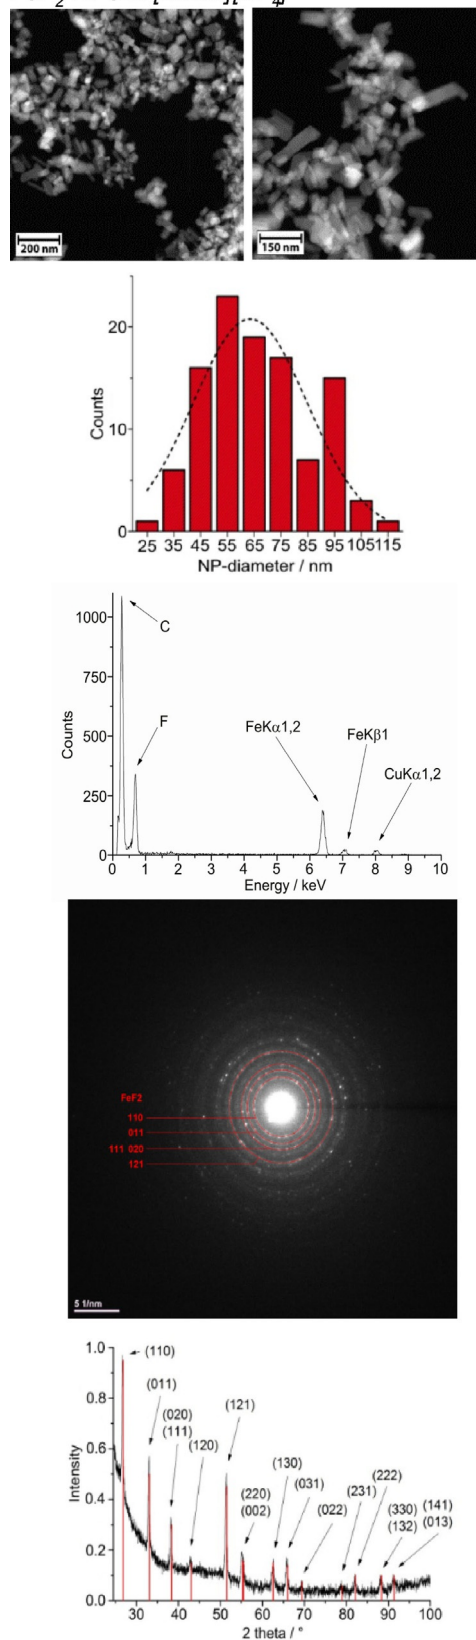 200 nm
150 nm
20
10
0
Counts
25 35 45 55 65 75 85 95 105115
NP-diameter / nm
1000
750
500
250
0
Counts
C
F
FeKα1,2
FeKβ1
CuKα1,2
0 1 2 3 4 5 6 7 8 9 10
Energy / keV
FeF2
110
011
111 020
121
5 1/nm
1.0
0.8
0.6
0.4
0.2
0.0
Intensity
(110)
(011)
(020)
(111)
(120)
(121)
(220)
(002)
(130)
(031)
(022)
(231)
(222)
(330)
(132)
(141)
(013)
30 40 50 60 70 80 90 100
2 theta / °